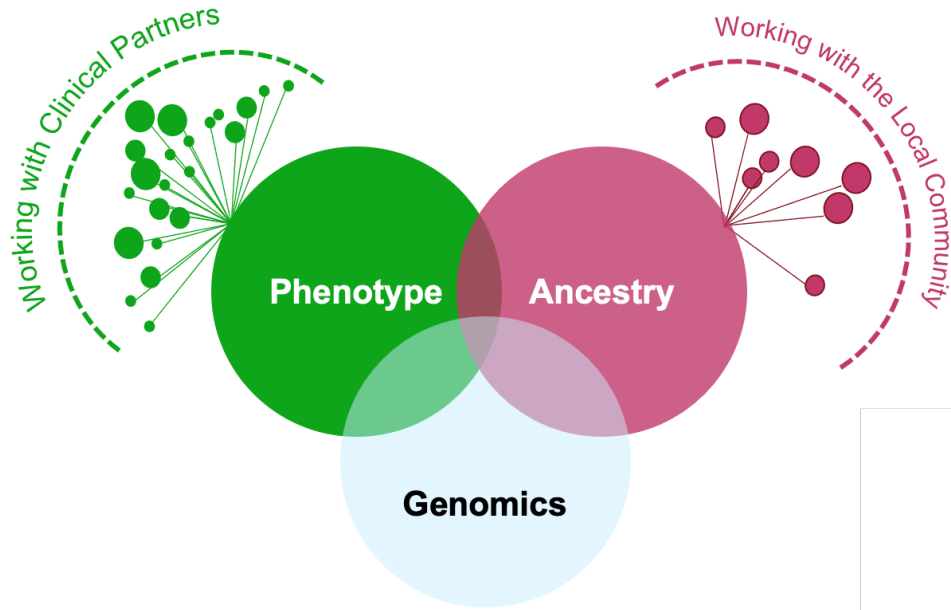 Working with Clinical Partners
Working with the Local Community
Phenotype
Ancestry
Genomics